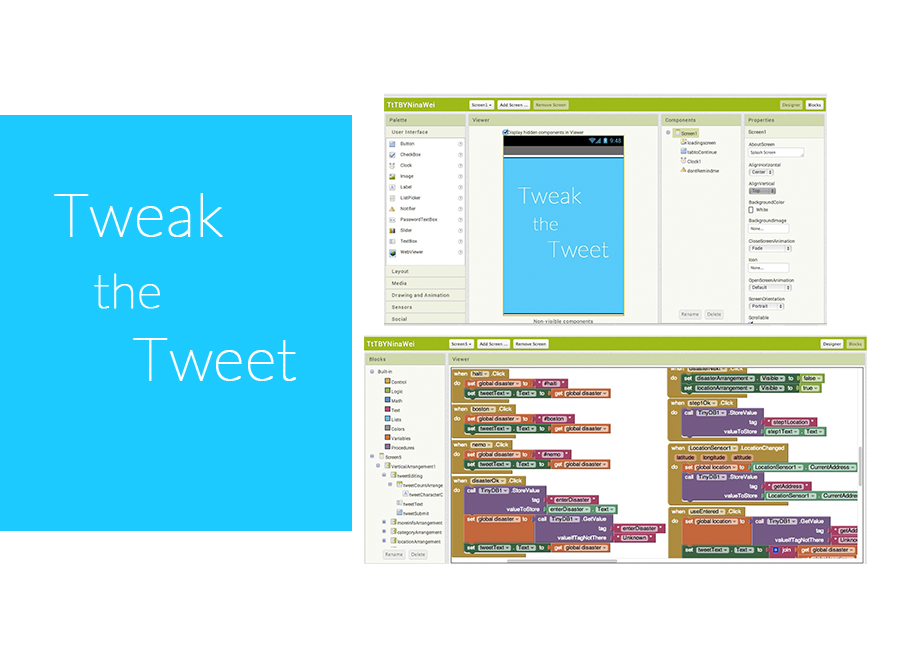 Tweak
the
Tweet
TtTBYNinaWei
Screen1 Add Screen ... Remove Screen
Designer Blocks
Palette
User Interface
Button
CheckBox
Clock
Image
Label
ListPicker
Notifier
PasswordTextBox
Slider
TextBox
WebViewer
Layout
Media
Drawing and Animation
Sensors
Social
Viewer
Display hidden components in Viewer
9:48
Tweak
the
Tweet
Non-visible components
Components
Screen1
loadingscreen
tabToContinue
Clock1
dontRemindme
Rename Delete
Properties
Screen1
AboutScreen
Splash Screen
AlignHorizontal
Center
AlignVertical
Top
BackgroundColor
White
BackgroundImage
None...
CloseScreenAnimation
Fade
Icon
None...
OpenScreenAnimation
Default
ScreenOrientation
Portrait
Scrollable
TtTBYNinaWei
Screen5 Add Screen ... Remove Screen
Designer Blocks
Blocks
Built-in
Control
Logic
Math
Text
Lists
Colors
Variables
Procedures
Screen5
VerticalArrangement1
tweetEditing
tweetCountArrange
tweetCharacterC
tweetText
tweetSubmit
moreInfoArrangement
categoryArrangement
locationArrangement
Rename Delete
Viewer
when haiti .Click
do set global disaster to " #haiti "
set tweetText . Text to get global disaster
when boston .Click
do set global disaster to " #boston "
set tweetText . Text to get global disaster
when nemo .Click
do set global disaster to " #nemo "
set tweetText . Text to get global disaster
when disasterOk .Click
do call TinyDB1 .StoreValue
tag " enterDisaster "
valueToStore enterDisaster . Text
set global disaster to call TinyDB1 .GetValue
tag " enterDisaster "
valueIfTagNotThere " Unknown "
set tweetText . Text to get global disaster
when disasterNext .Click
do set disasterArrangement . Visible to false
set locationArrangement . Visible to true
when step1Ok .Click
do call TinyDB1 .StoreValue
tag " step1Location "
valueToStore step1Text . Text
when LocationSensor1 .LocationChanged
latitude longitude altitude
do set global location to LocationSensor1 . CurrentAddress
call TinyDB1 .StoreValue
tag " getAddress "
valueToStore LocationSensor1 . CurrentAddre
when useEntered .Click
do set global location to call TinyDB1 .GetValue
tag " getAdd
valueIfTagNotThere " Unkno
set tweetText . Text to join get global disaster